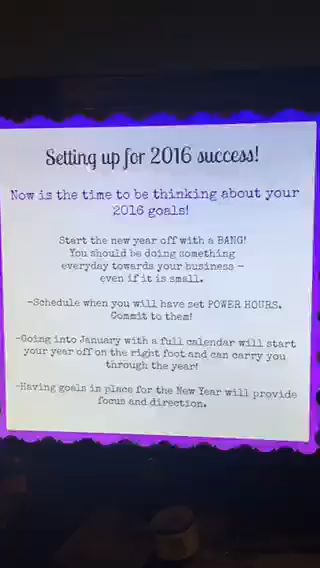 Setting up for 2016 success!
Now is the time to be thinking about your
2016 goals!
Start the new year off with a BANG!
You should be doing something
everyday towards your business -
even if it is small.
-Schedule when you will have set POWER HOURS.
Commit to them!
-Going into January with a full calendar will start
your year off on the right foot and can carry you
through the year!
-Having goals in place for the New Year will provide
focus and direction.